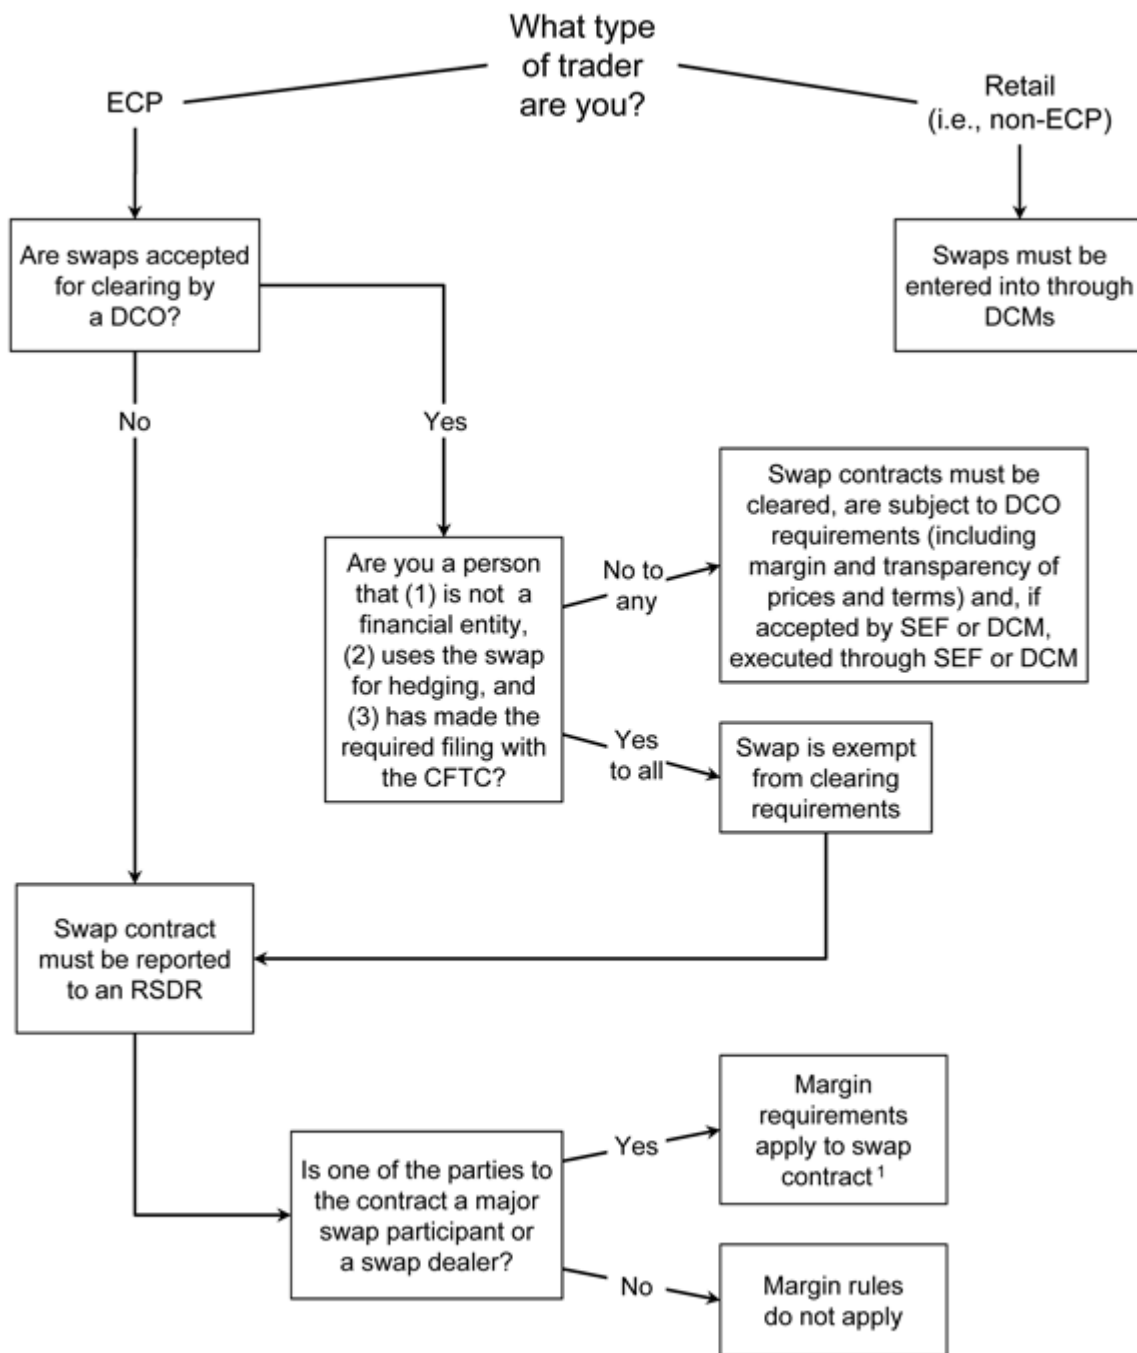 What type
of trader
are you?
ECP
Retail
(i.e., non-ECP)
Are swaps accepted
for clearing by
a DCO?
Swaps must be
entered into through
DCMs
No
Yes
Swap contracts must be
cleared, are subject to DCO
requirements (including
margin and transparency of
prices and terms) and, if
accepted by SEF or DCM,
executed through SEF or DCM
Are you a person
that (1) is not a
financial entity,
(2) uses the swap
for hedging, and
(3) has made the
required filing with
the CFTC?
No to
any
Yes
to all
Swap is exempt
from clearing
requirements
Swap contract
must be reported
to an RSDR
Is one of the parties to
the contract a major
swap participant or
a swap dealer?
Yes
Margin
requirements
apply to swap
contract ¹
No
Margin rules
do not apply